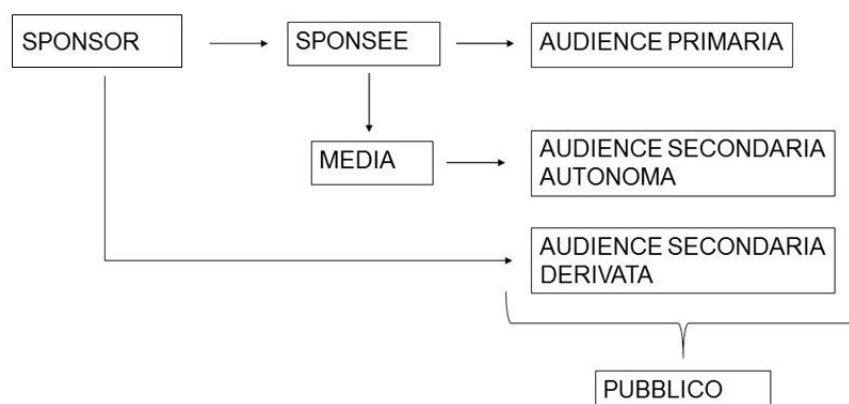 SPONSOR
SPONSEE
AUDIENCE PRIMARIA
MEDIA
AUDIENCE SECONDARIA
AUTONOMA
AUDIENCE SECONDARIA
DERIVATA
PUBBLICO